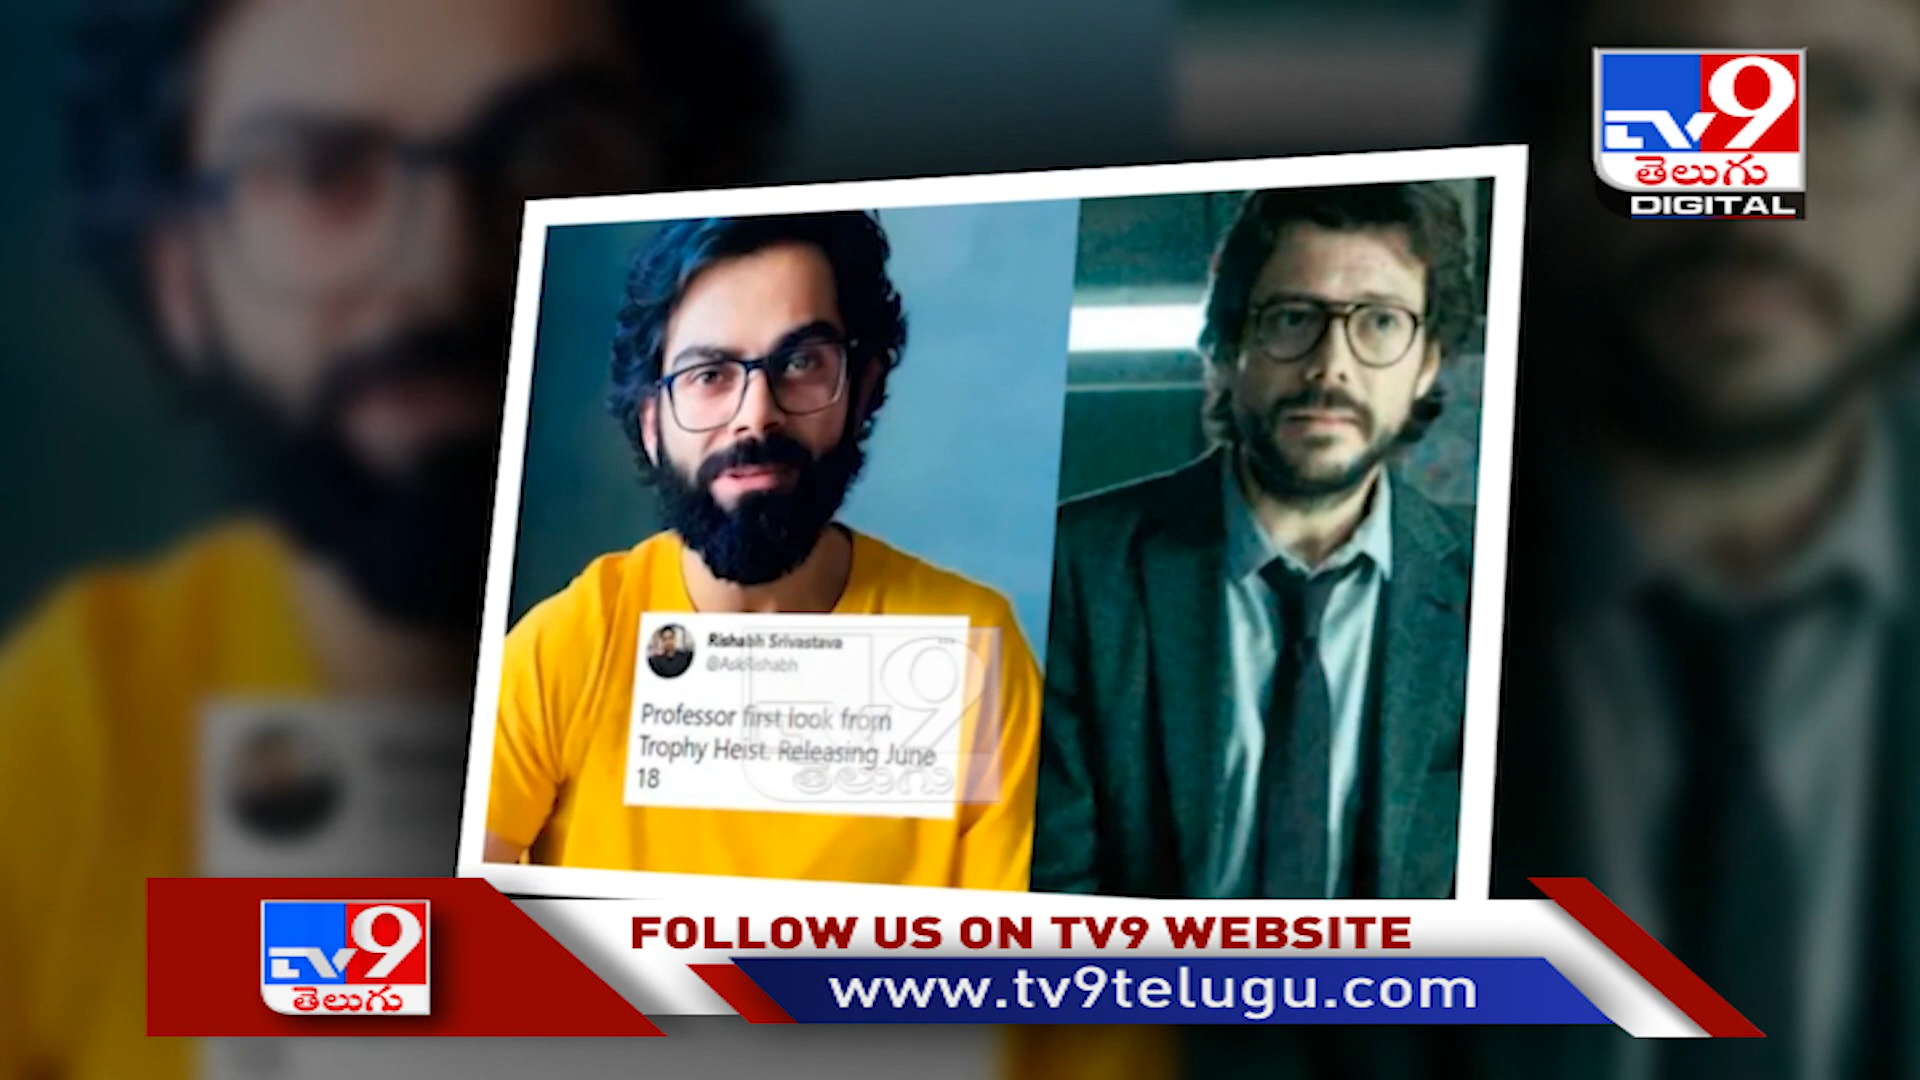 TV9
తెలుగు
DIGITAL
Rishabh Srivastava
@AskRishabh
Professor first look from
Trophy Heist. Releasing June
18
TV9
తెలుగు
TV9
తెలుగు
FOLLOW US ON TV9 WEBSITE
www.tv9telugu.com